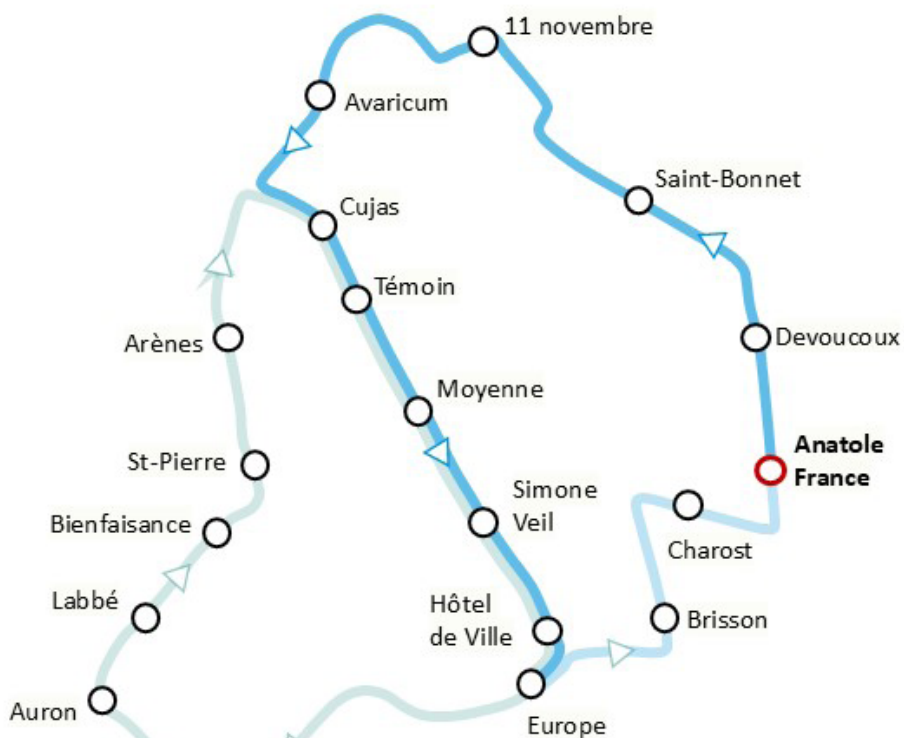 11 novembre
Avaricum
Saint-Bonnet
Cujas
Témoin
Arènes
Devoucoux
Moyenne
Anatole
France
St-Pierre
Simone
Veil
Bienfaisance
Charost
Labbé
Hôtel
de Ville
Brisson
Auron
Europe